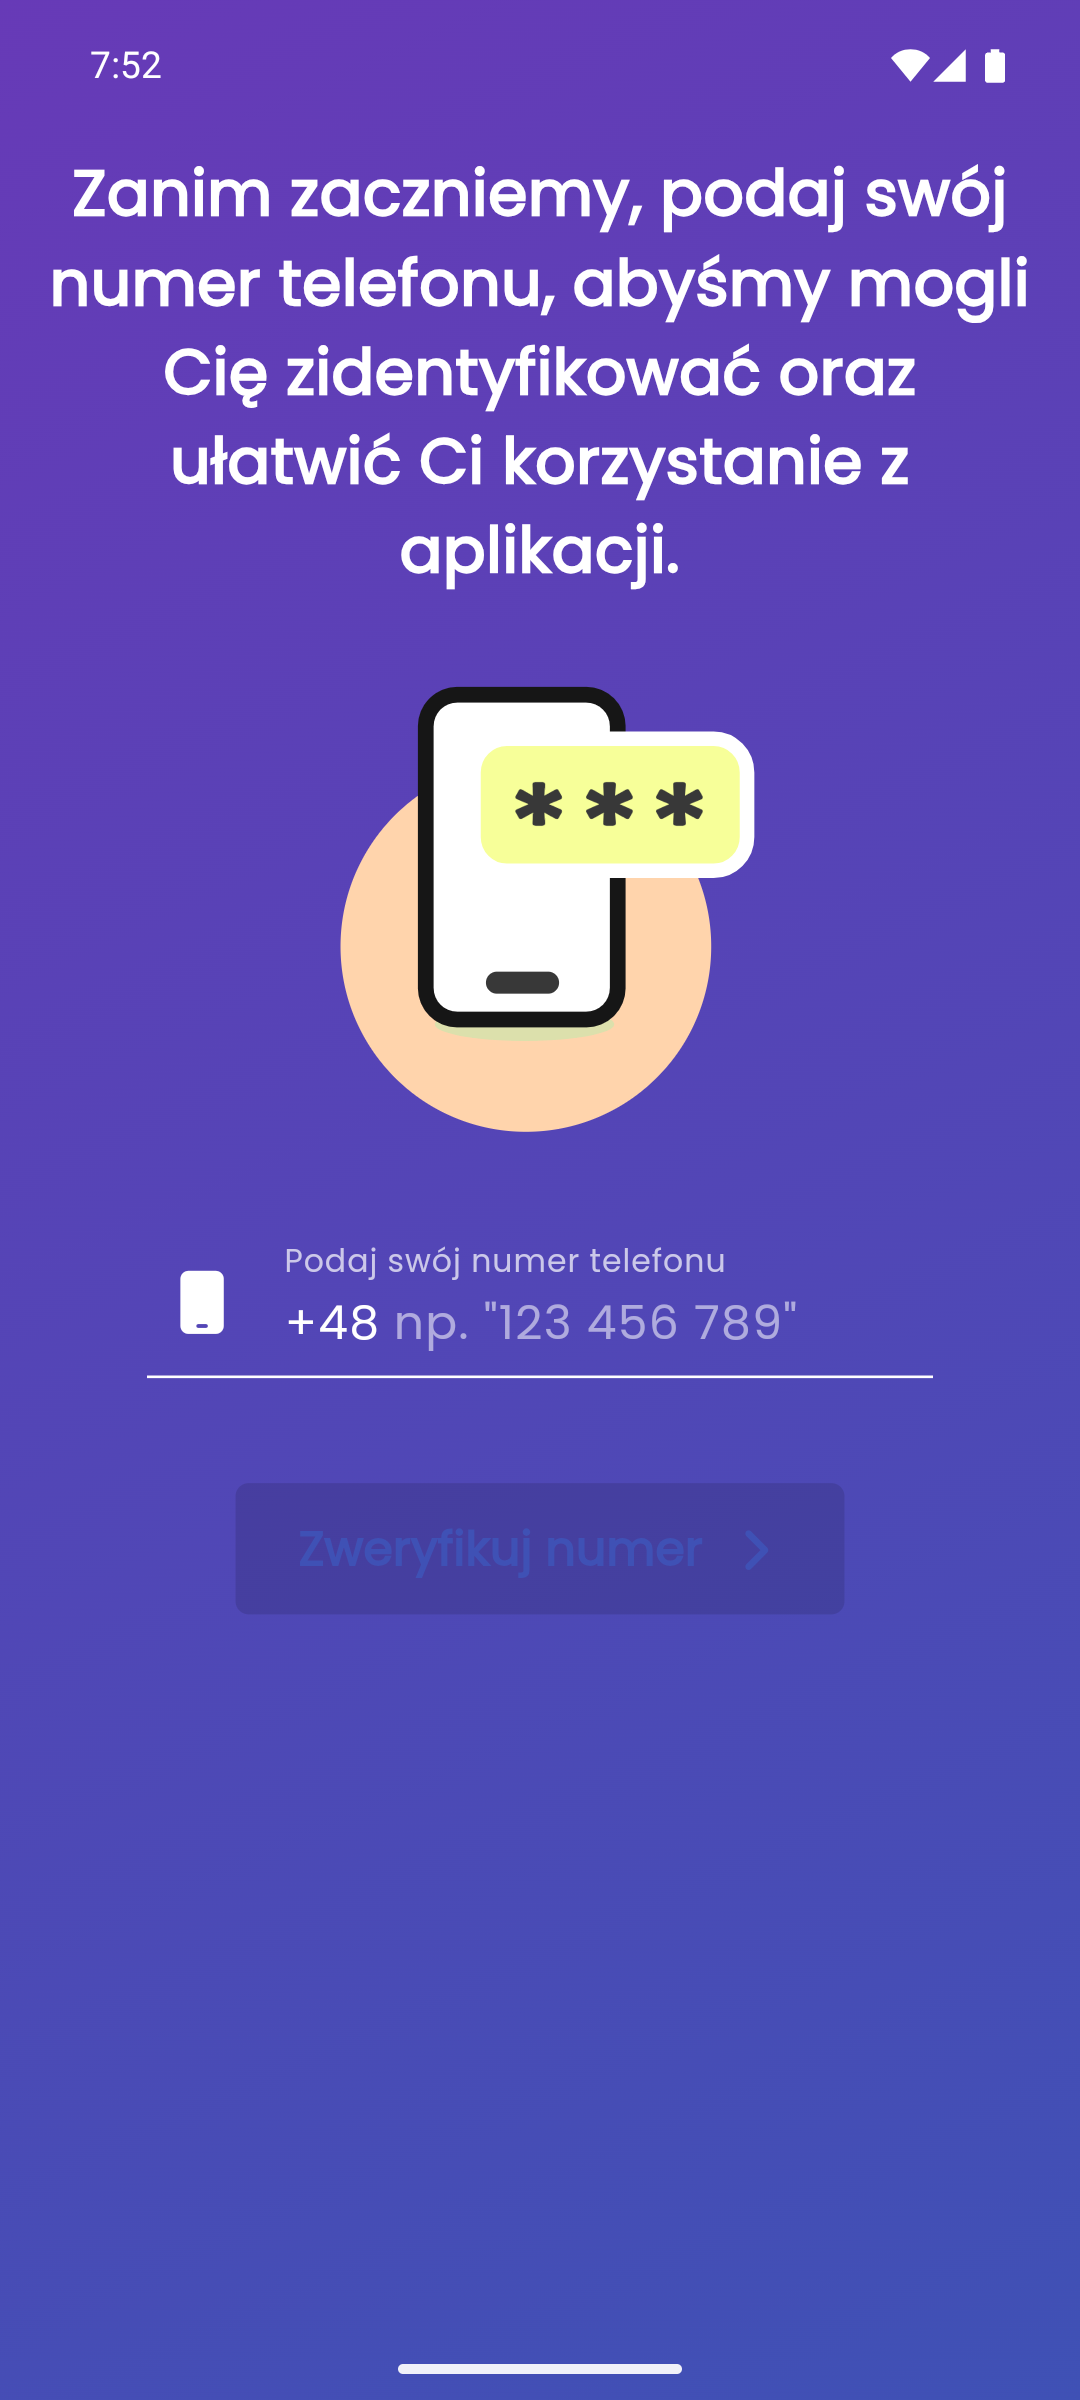 7:52
Zanim zaczniemy, podaj swój
numer telefonu, abyśmy mogli
Cię zidentyfikować oraz
ułatwić Ci korzystanie z
aplikacji.
***
Podaj swój numer telefonu
+48 np. "123 456 789"
Zweryfikuj numer